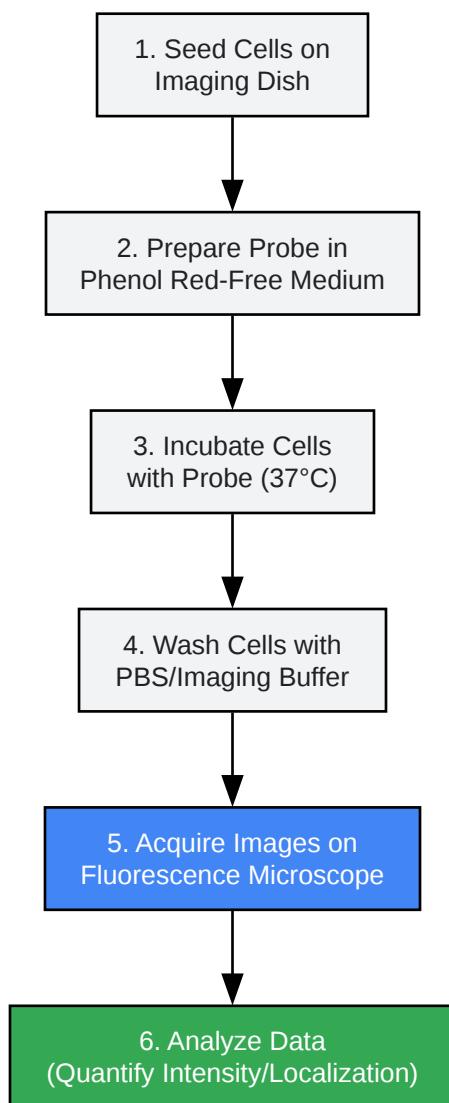 1. Seed Cells on
Imaging Dish
2. Prepare Probe in
Phenol Red-Free Medium
3. Incubate Cells
with Probe (37°C)
4. Wash Cells with
PBS/Imaging Buffer
5. Acquire Images on
Fluorescence Microscope
6. Analyze Data
(Quantify Intensity/Localization)